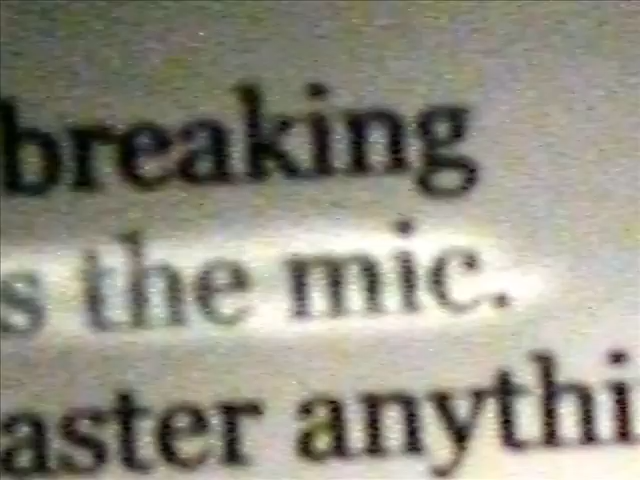 breaking
s the mic.
aster anythi